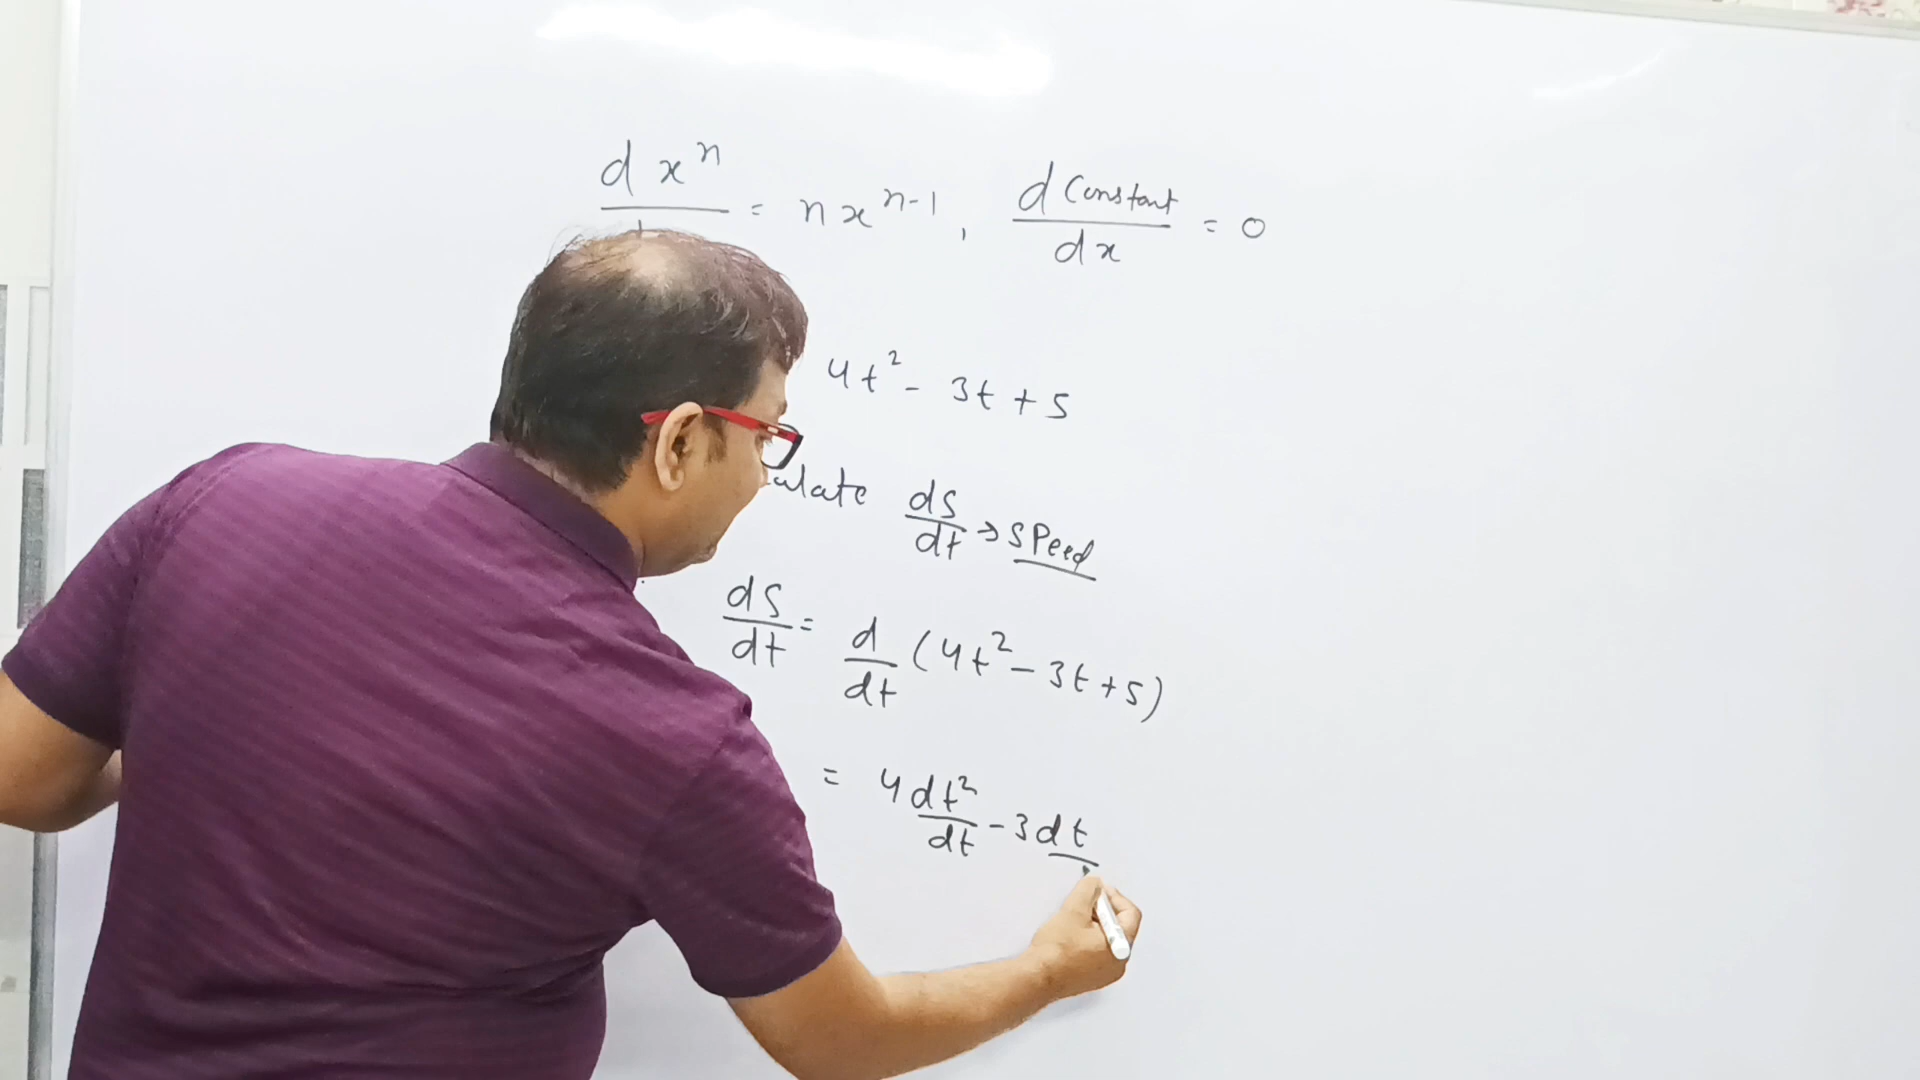 d xⁿ / = n xⁿ⁻¹ , d Constant / dx = 0
4t² - 3t + 5
ulate ds/dt → speed
ds/dt = d/dt (4t² - 3t + 5)
= 4 dt²/dt - 3 dt/